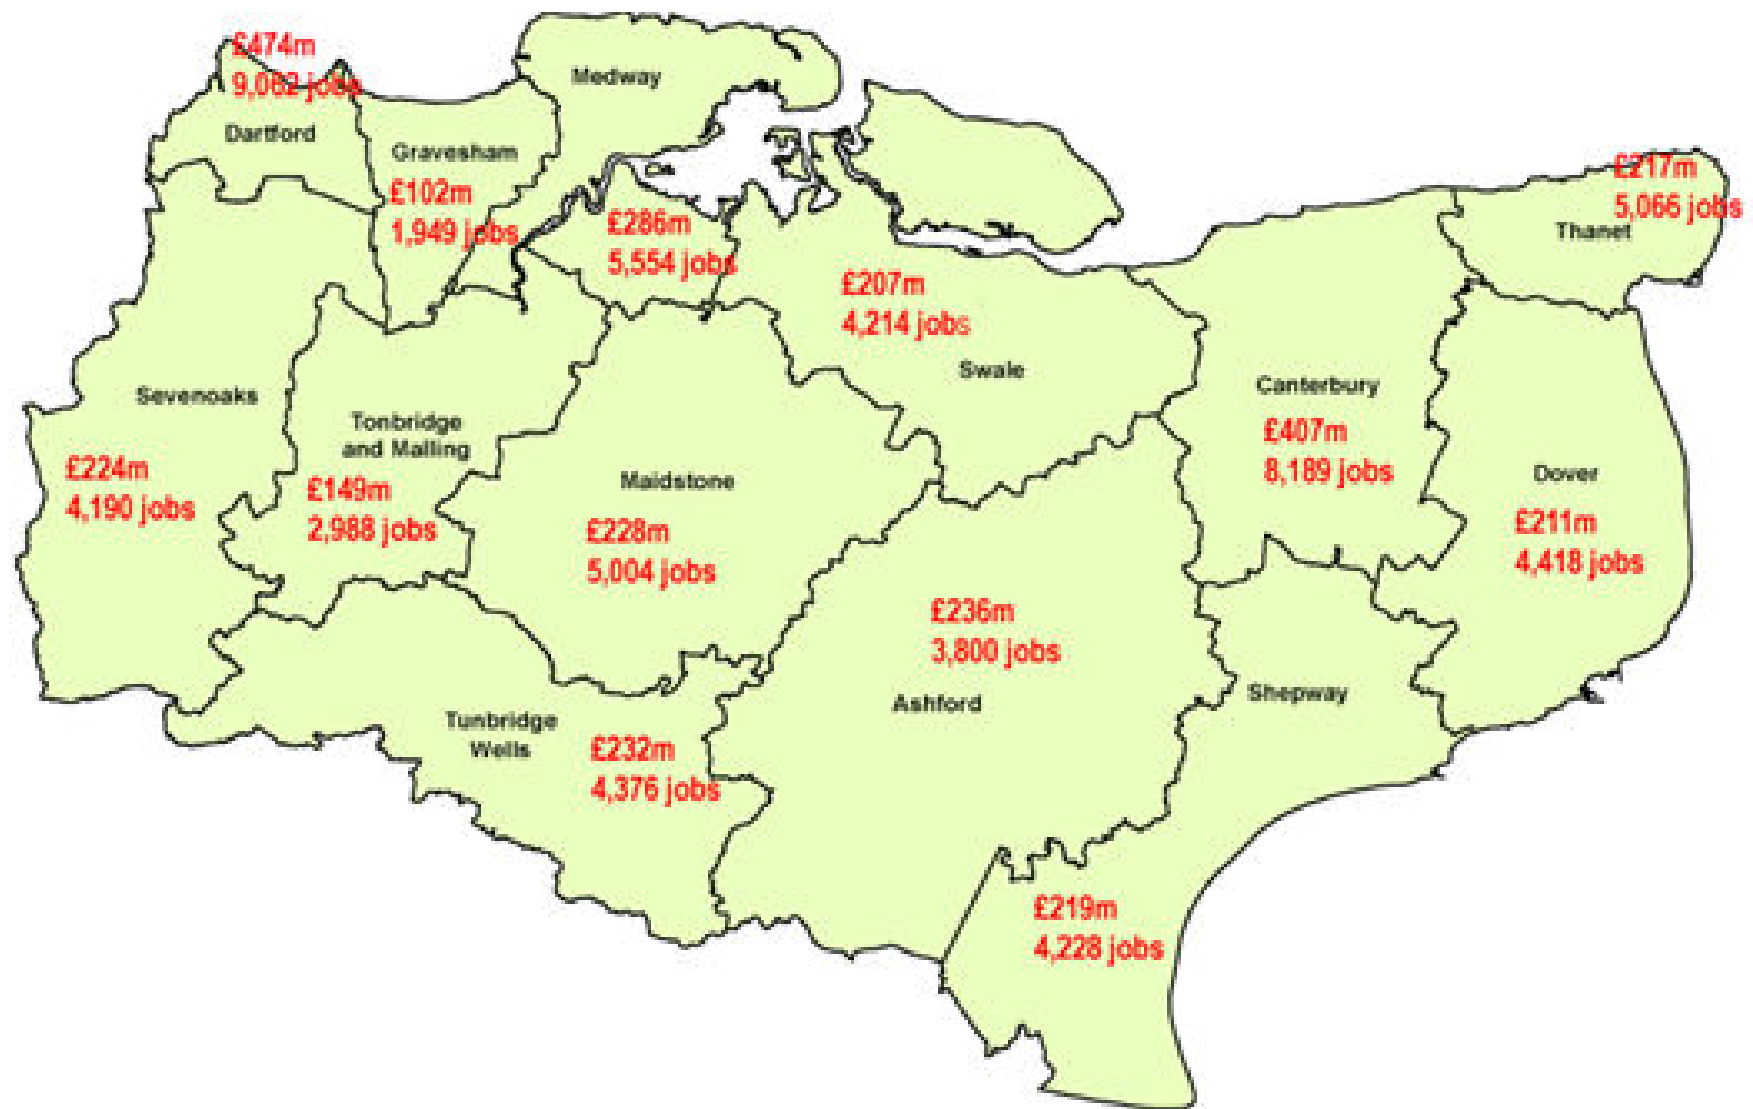 £474m
9,062 jobs
Dartford
Medway
Gravesham
£102m
1,949 jobs
£286m
5,554 jobs
£217m
5,066 jobs
Thanet
£207m
4,214 jobs
Swale
Sevenoaks
£224m
4,190 jobs
Tonbridge
and Malling
£149m
2,988 jobs
Maidstone
£228m
5,004 jobs
Canterbury
£407m
8,189 jobs
Dover
£211m
4,418 jobs
£236m
3,800 jobs
Ashford
Shepway
Tunbridge
Wells
£232m
4,376 jobs
£219m
4,228 jobs